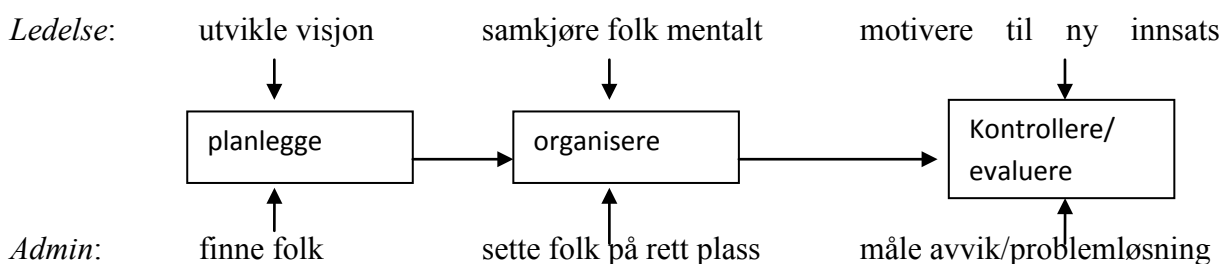 Ledelse: utvikle visjon samkjøre folk mentalt motivere til ny innsats
planlegge organisere Kontrollere/
evaluere
Admin: finne folk sette folk på rett plass måle avvik/problemløsning